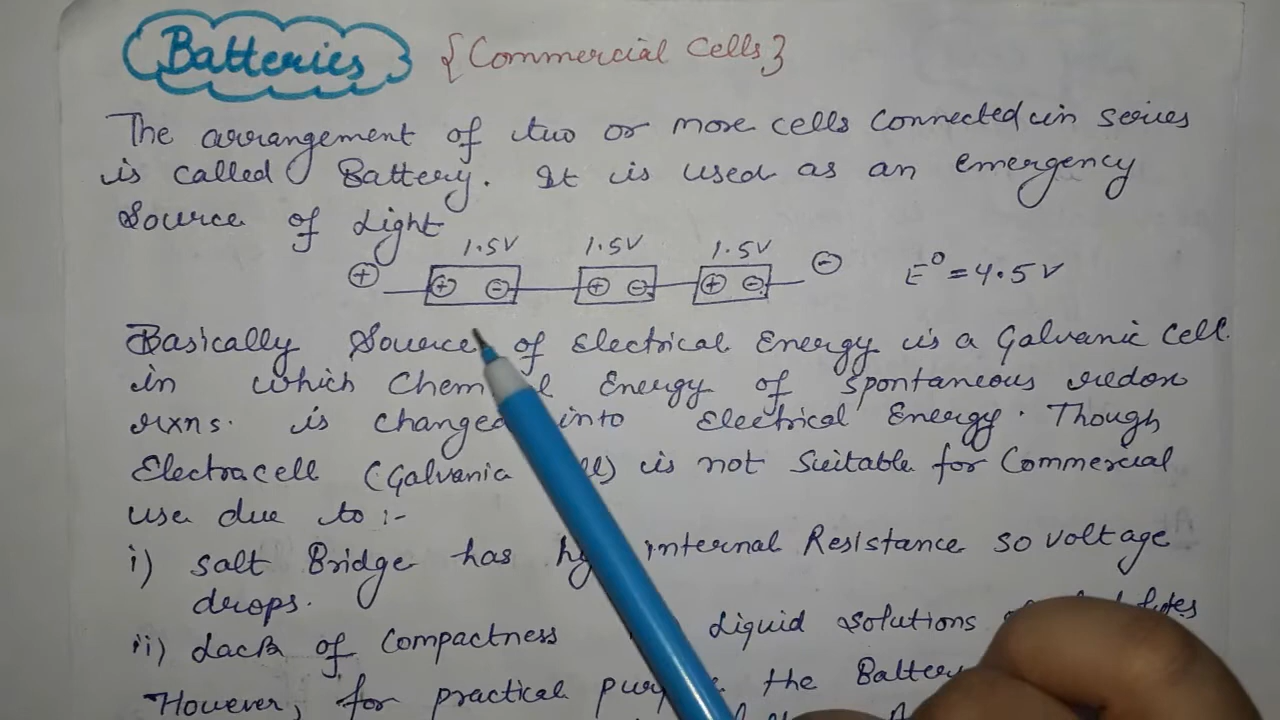 Batteries {Commercial Cells}
The arrangement of two or more cells connected in series
is called Battery. It is used as an emergency
Source of Light
1.5V 1.5V 1.5V
⊕ ⊕ ⊖ ⊕ ⊖ ⊕ ⊖ ⊖ E° = 4.5V
Basically Source of Electrical Energy is a Galvanic Cell
in which Energy of spontaneous redox
rxns. is changed into Electrical Energy. Though
Electracell (Galvanic is not Suitable for Commercial
use due to :-
i) Salt Bridge has internal Resistance so voltage
drops.
ii) Lack of Compactness Liquid solutions
However, for practical the Battery